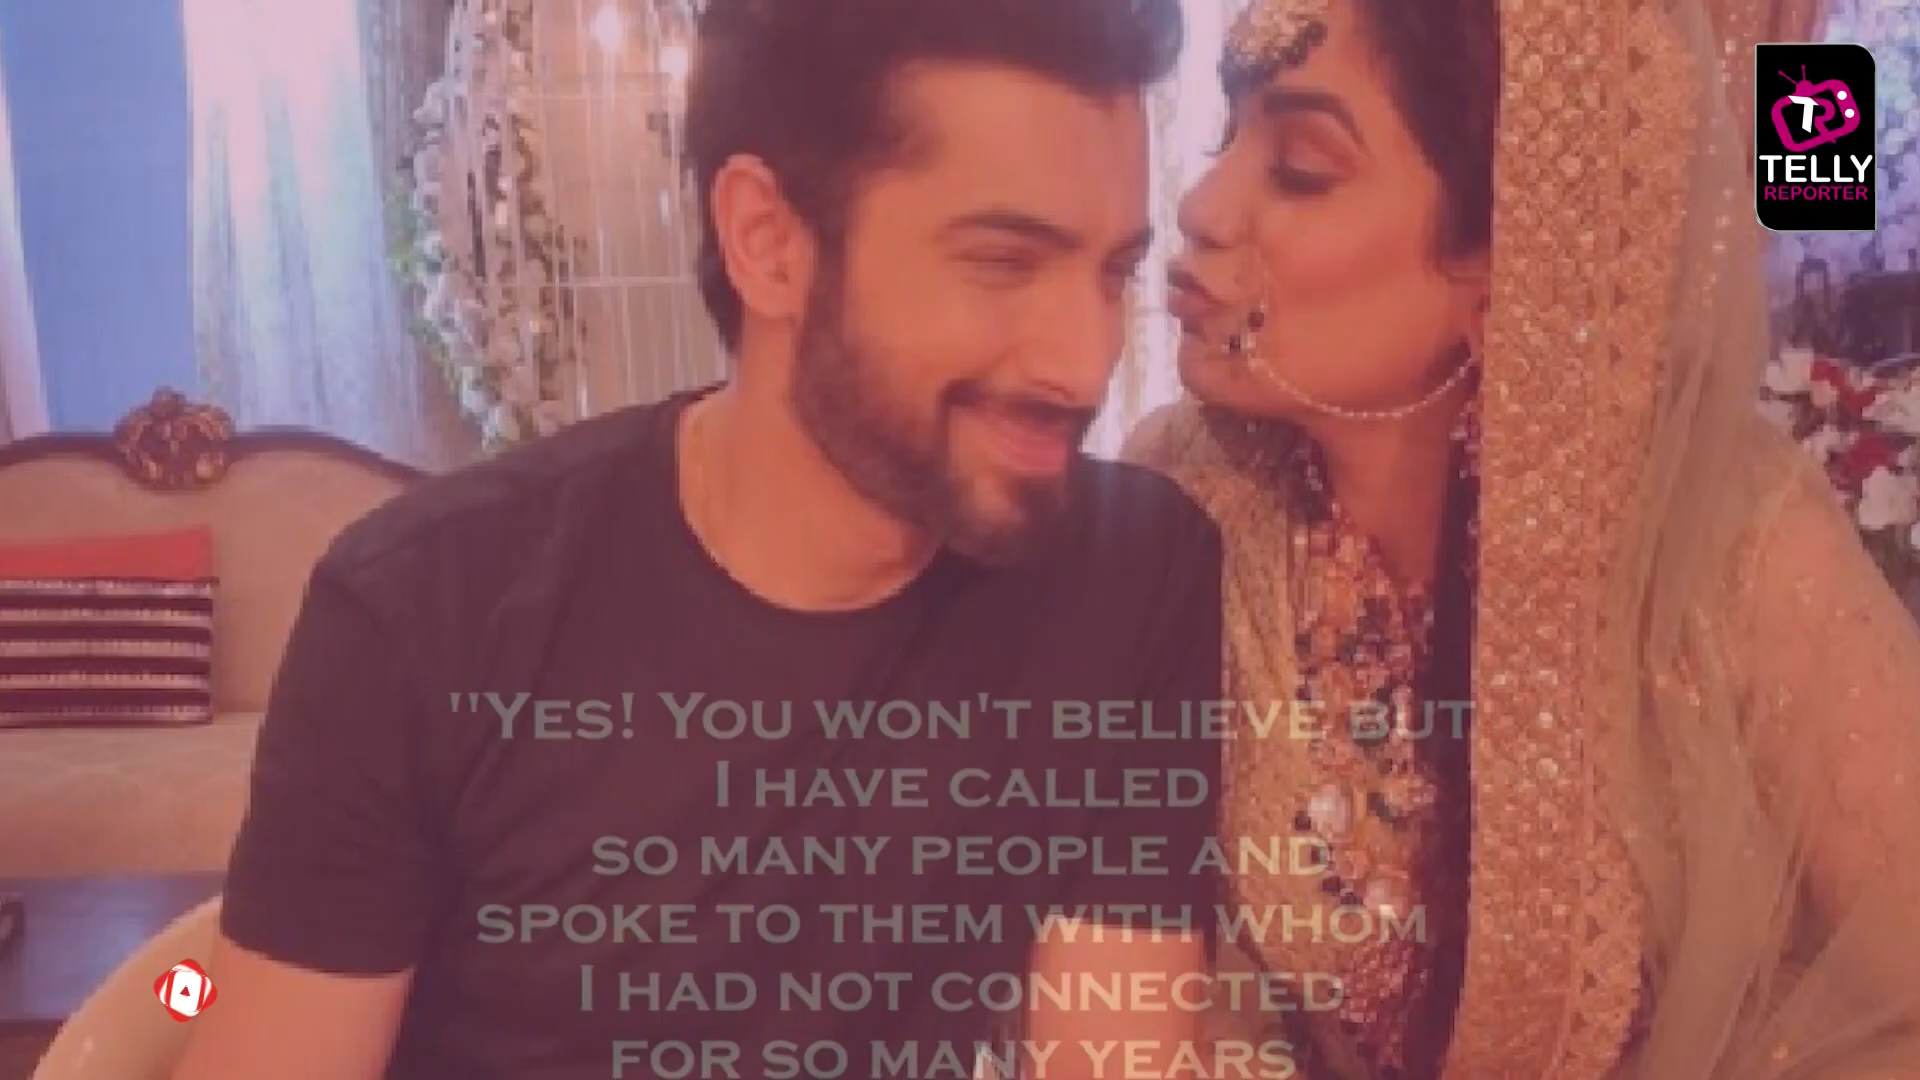 TR
TELLY
REPORTER
"YES! YOU WON'T BELIEVE BUT
I HAVE CALLED
SO MANY PEOPLE AND
SPOKE TO THEM WITH WHOM
I HAD NOT CONNECTED
FOR SO MANY YEARS